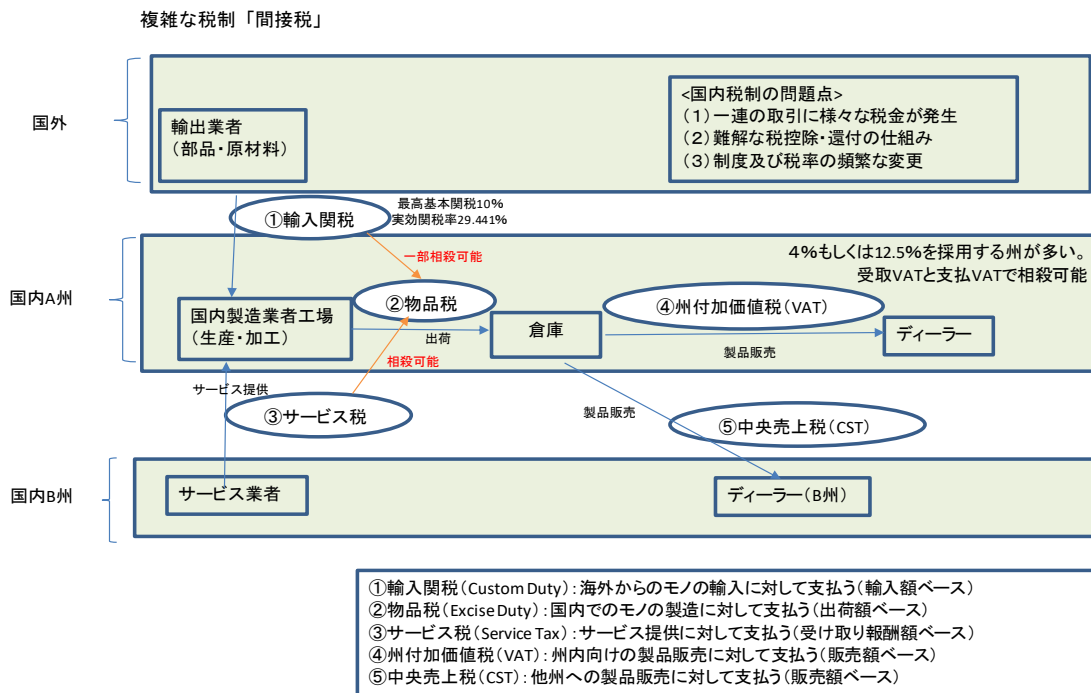 複雑な税制「間接税」
国外
輸出業者
（部品・原材料）
<国内税制の問題点>
（１）一連の取引に様々な税金が発生
（２）難解な税控除・還付の仕組み
（３）制度及び税率の頻繁な変更
①輸入関税
最高基本関税10%
実効関税率29.441%
国内A州
4%もしくは12.5%を採用する州が多い。
受取VATと支払VATで相殺可能
一部相殺可能
②物品税
④州付加価値税（VAT）
国内製造業者工場
（生産・加工）
出荷
倉庫
製品販売
ディーラー
相殺可能
サービス提供
③サービス税
製品販売
⑤中央売上税（CST）
国内B州
サービス業者
ディーラー（B州）
①輸入関税（Custom Duty）：海外からのモノの輸入に対して支払う（輸入額ベース）
②物品税（Excise Duty）：国内でのモノの製造に対して支払う（出荷額ベース）
③サービス税（Service Tax）：サービス提供に対して支払う（受け取り報酬額ベース）
④州付加価値税（VAT）：州内向けの製品販売に対して支払う（販売額ベース）
⑤中央売上税（CST）：他州への製品販売に対して支払う（販売額ベース）